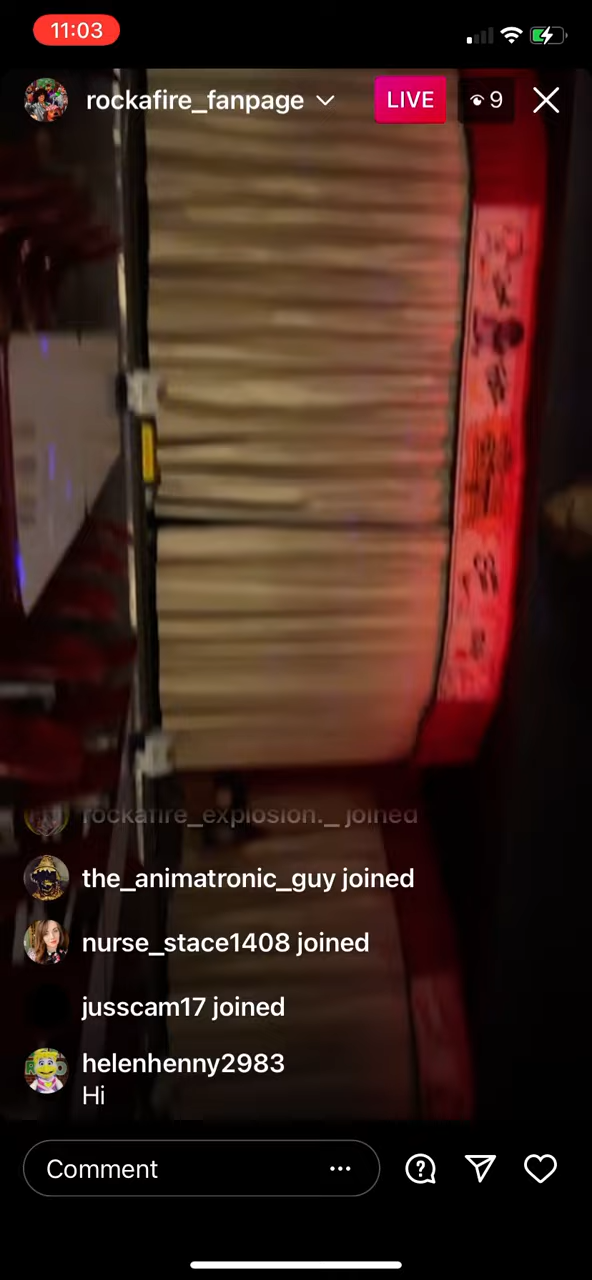 11:03
rockafire_fanpage
LIVE
9
rockafire_explosion._ joined
the_animatronic_guy joined
nurse_stace1408 joined
jusscam17 joined
helenhenny2983
Hi
Comment